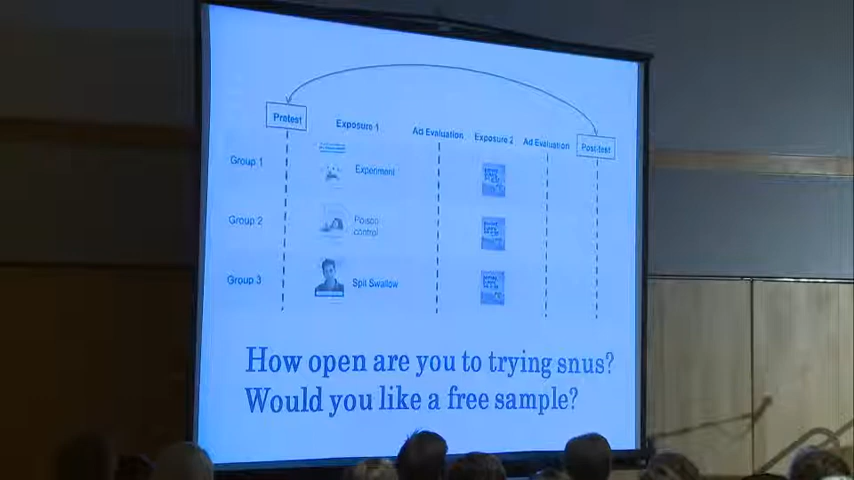 Pretest
Exposure 1
Ad Evaluation
Exposure 2
Ad Evaluation
Post-test
Group 1
Experiment
Group 2
Poison
control
Group 3
Spit Swallow
How open are you to trying snus?
Would you like a free sample?